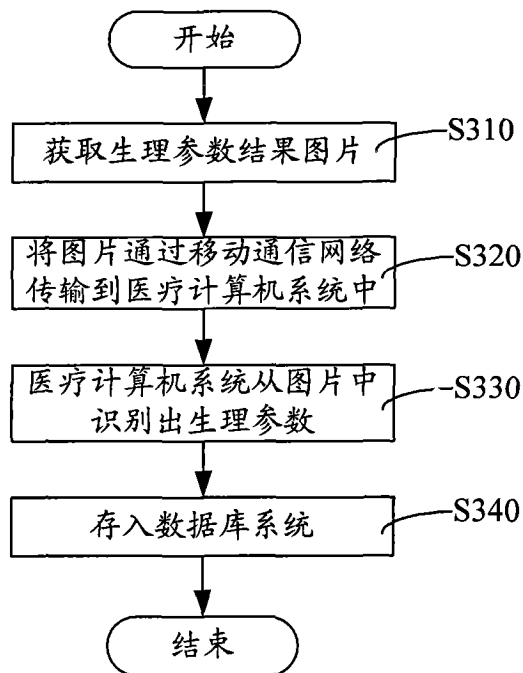 开始
获取生理参数结果图片
S310
将图片通过移动通信网络
传输到医疗计算机系统中
S320
医疗计算机系统从图片中
识别出生理参数
S330
存入数据库系统
S340
结束